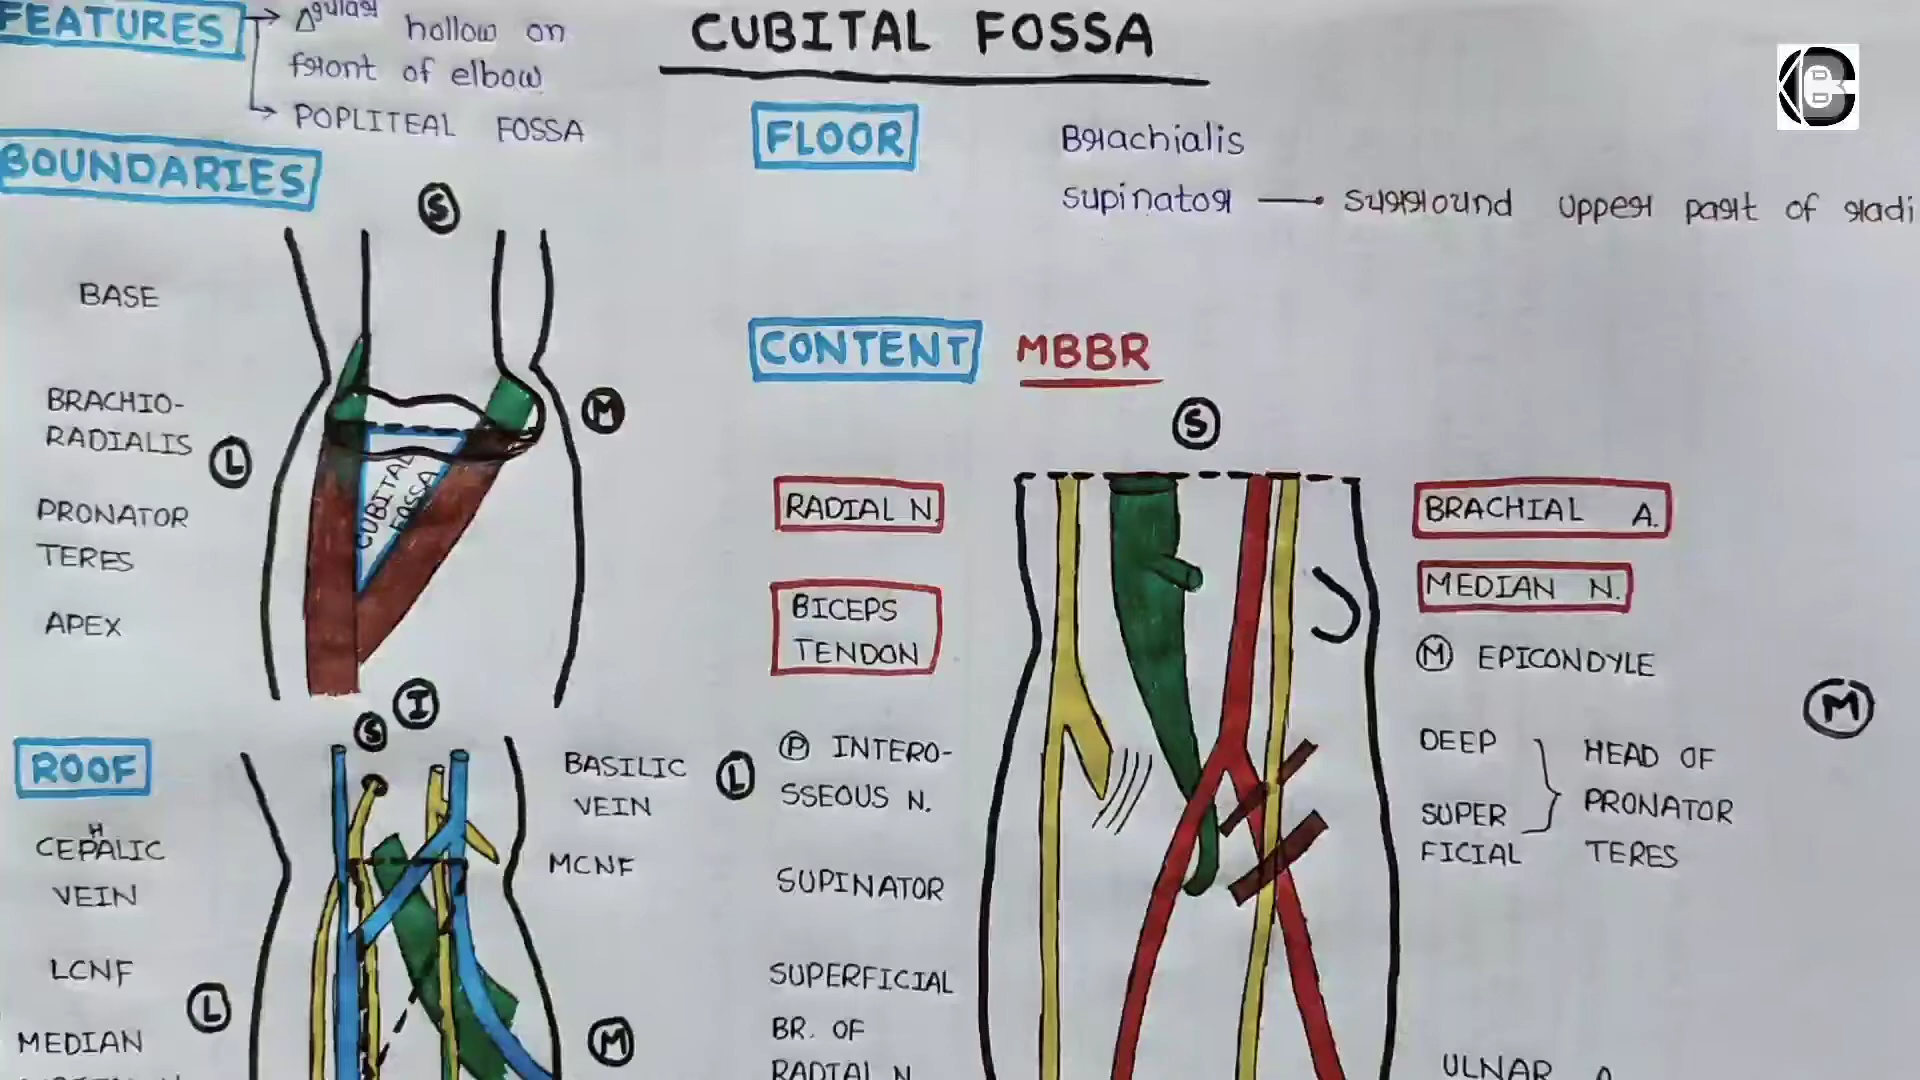 FEATURES
Δgular hollow on
front of elbow
POPLITEAL FOSSA
CUBITAL FOSSA
BOUNDARIES
S
BASE
BRACHIO-
RADIALIS
L
M
PRONATOR
TERES
APEX
CUBITAL
FOSSA
I
FLOOR
Brachialis
supinator → surround upper part of radi
CONTENT MBBR
S
RADIAL N.
BICEPS
TENDON
P INTERO-
SSEOUS N.
L
SUPINATOR
SUPERFICIAL
BR. OF
RADIAL N
BRACHIAL A.
MEDIAN N.
M EPICONDYLE
M
DEEP
SUPER
FICIAL
HEAD OF
PRONATOR
TERES
ULNAR A
ROOF
S
BASILIC
VEIN
MCNF
CEPHALIC
VEIN
LCNF
L
M
MEDIAN